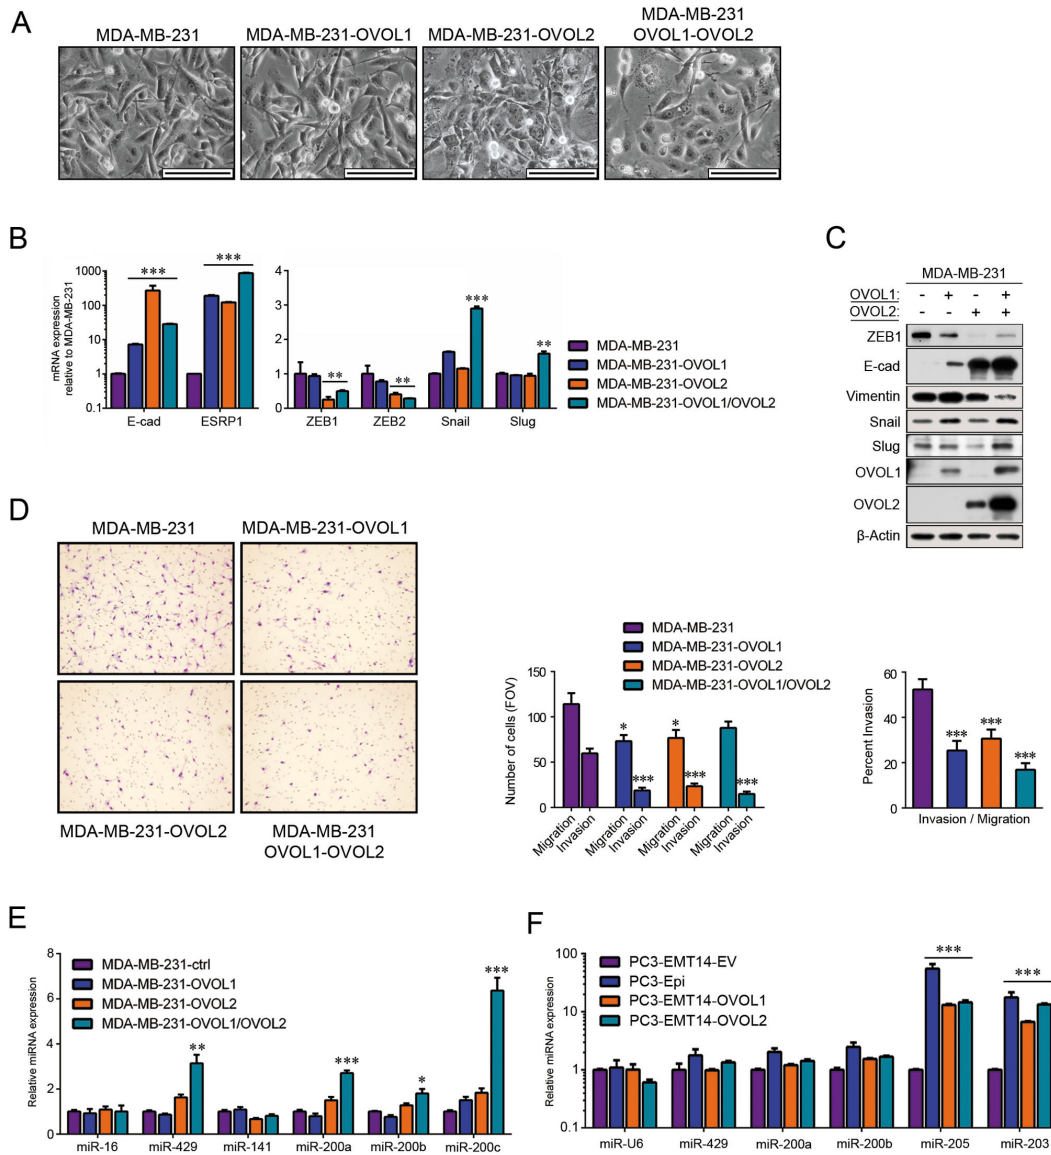 A
MDA-MB-231
MDA-MB-231-OVOL1
MDA-MB-231-OVOL2
MDA-MB-231
OVOL1-OVOL2
B
mRNA expression
relative to MDA-MB-231
1000
100
10
1
0.1
***
***
E-cad
ESRP1
4
3
2
1
0
**
**
***
**
ZEB1
ZEB2
Snail
Slug
MDA-MB-231
MDA-MB-231-OVOL1
MDA-MB-231-OVOL2
MDA-MB-231-OVOL1/OVOL2
C
MDA-MB-231
OVOL1: - + - +
OVOL2: - - + +
ZEB1
E-cad
Vimentin
Snail
Slug
OVOL1
OVOL2
β-Actin
D
MDA-MB-231
MDA-MB-231-OVOL1
MDA-MB-231-OVOL2
MDA-MB-231
OVOL1-OVOL2
MDA-MB-231
MDA-MB-231-OVOL1
MDA-MB-231-OVOL2
MDA-MB-231-OVOL1/OVOL2
Number of cells (FOV)
150
100
50
0
*
***
*
***
***
Migration
Invasion
Migration
Invasion
Migration
Invasion
Migration
Invasion
Percent Invasion
60
40
20
0
***
***
***
Invasion / Migration
E
Relative miRNA expression
8
6
4
2
0
MDA-MB-231-ctrl
MDA-MB-231-OVOL1
MDA-MB-231-OVOL2
MDA-MB-231-OVOL1/OVOL2
**
***
*
***
miR-16
miR-429
miR-141
miR-200a
miR-200b
miR-200c
F
Relative miRNA expression
100
10
1
0.1
PC3-EMT14-EV
PC3-Epi
PC3-EMT14-OVOL1
PC3-EMT14-OVOL2
***
***
miR-U6
miR-429
miR-200a
miR-200b
miR-205
miR-203